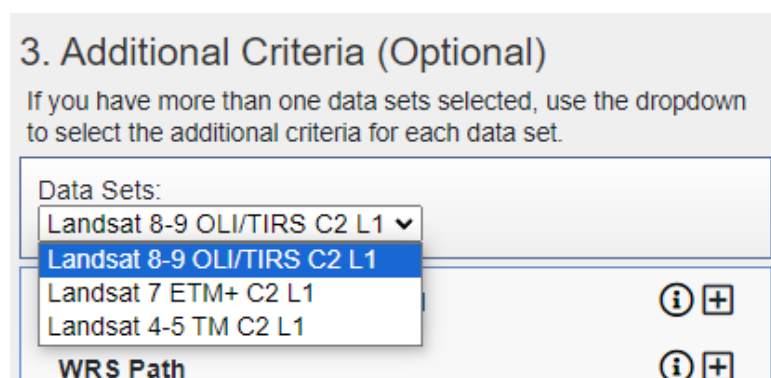 3. Additional Criteria (Optional)
If you have more than one data sets selected, use the dropdown
to select the additional criteria for each data set.
Data Sets:
Landsat 8-9 OLI/TIRS C2 L1
Landsat 8-9 OLI/TIRS C2 L1
Landsat 7 ETM+ C2 L1
Landsat 4-5 TM C2 L1
WRS Path